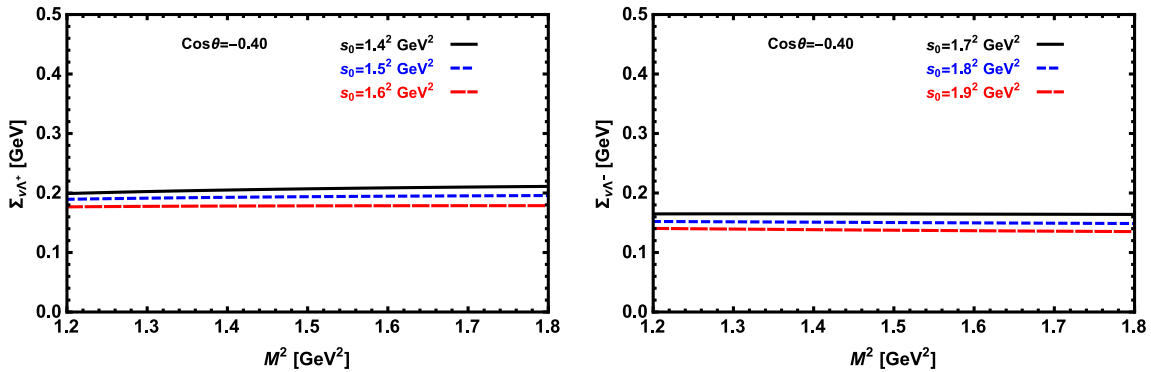 Cosθ=−0.40
s₀=1.4² GeV²
s₀=1.5² GeV²
s₀=1.6² GeV²
0.5
0.4
0.3
0.2
0.1
0.0
Σ_νΛ⁺ [GeV]
1.2 1.3 1.4 1.5 1.6 1.7 1.8
M² [GeV²]
Cosθ=−0.40
s₀=1.7² GeV²
s₀=1.8² GeV²
s₀=1.9² GeV²
0.5
0.4
0.3
0.2
0.1
0.0
Σ_νΛ⁻ [GeV]
1.2 1.3 1.4 1.5 1.6 1.7 1.8
M² [GeV²]